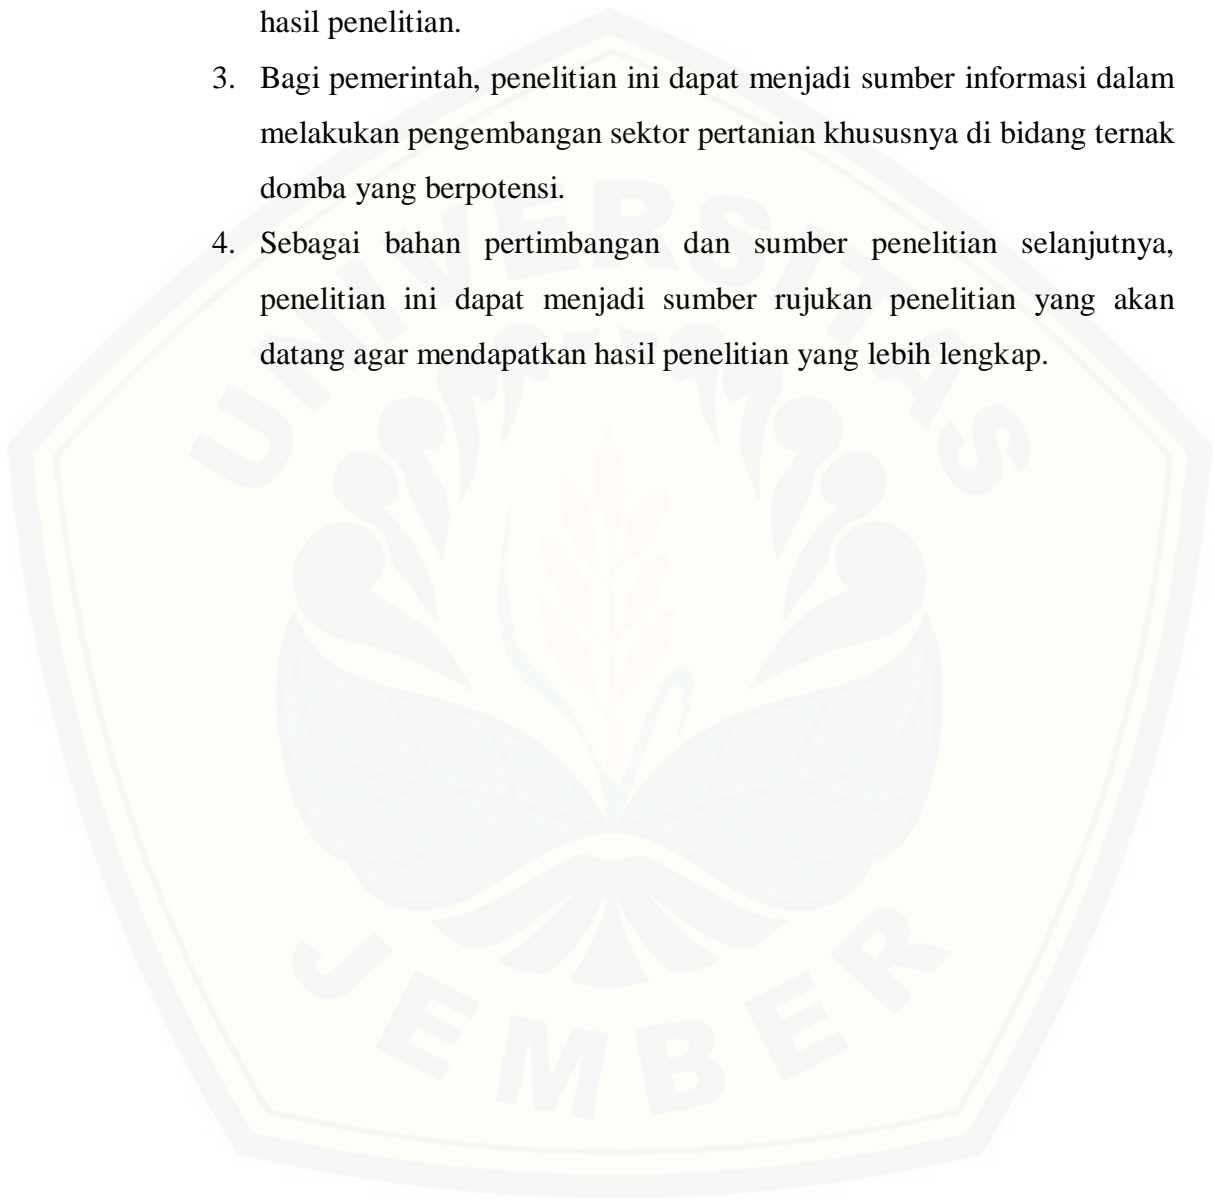 hasil penelitian.
3. Bagi pemerintah, penelitian ini dapat menjadi sumber informasi dalam
melakukan pengembangan sektor pertanian khususnya di bidang ternak
domba yang berpotensi.
4. Sebagai bahan pertimbangan dan sumber penelitian selanjutnya,
penelitian ini dapat menjadi sumber rujukan penelitian yang akan
datang agar mendapatkan hasil penelitian yang lebih lengkap.
UNIVERSITAS
JEMBER